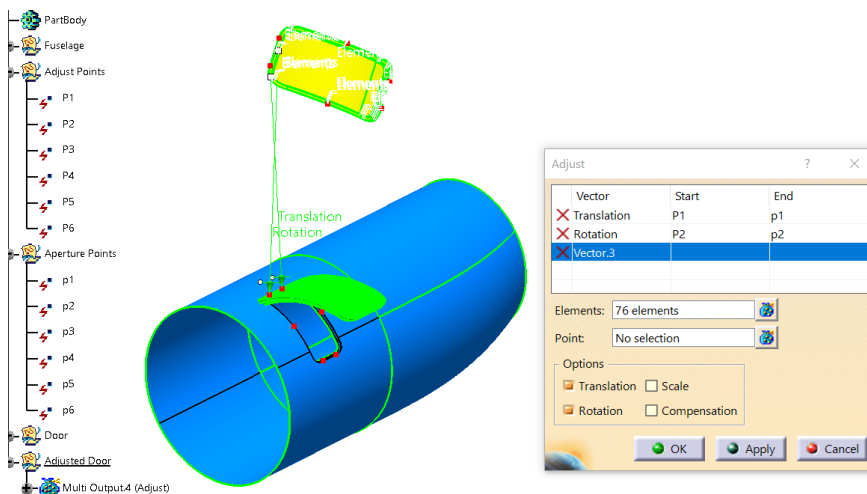 PartBody
Fuselage
Adjust Points
P1
P2
P3
P4
P5
P6
Aperture Points
p1
p2
p3
p4
p5
p6
Door
Adjusted Door
Multi Output.4 (Adjust)
Elements
Translation
Rotation
Adjust
?
Vector Start End
Translation P1 p1
Rotation P2 p2
Vector.3
Elements: 76 elements
Point: No selection
Options
Translation Scale
Rotation Compensation
OK Apply Cancel